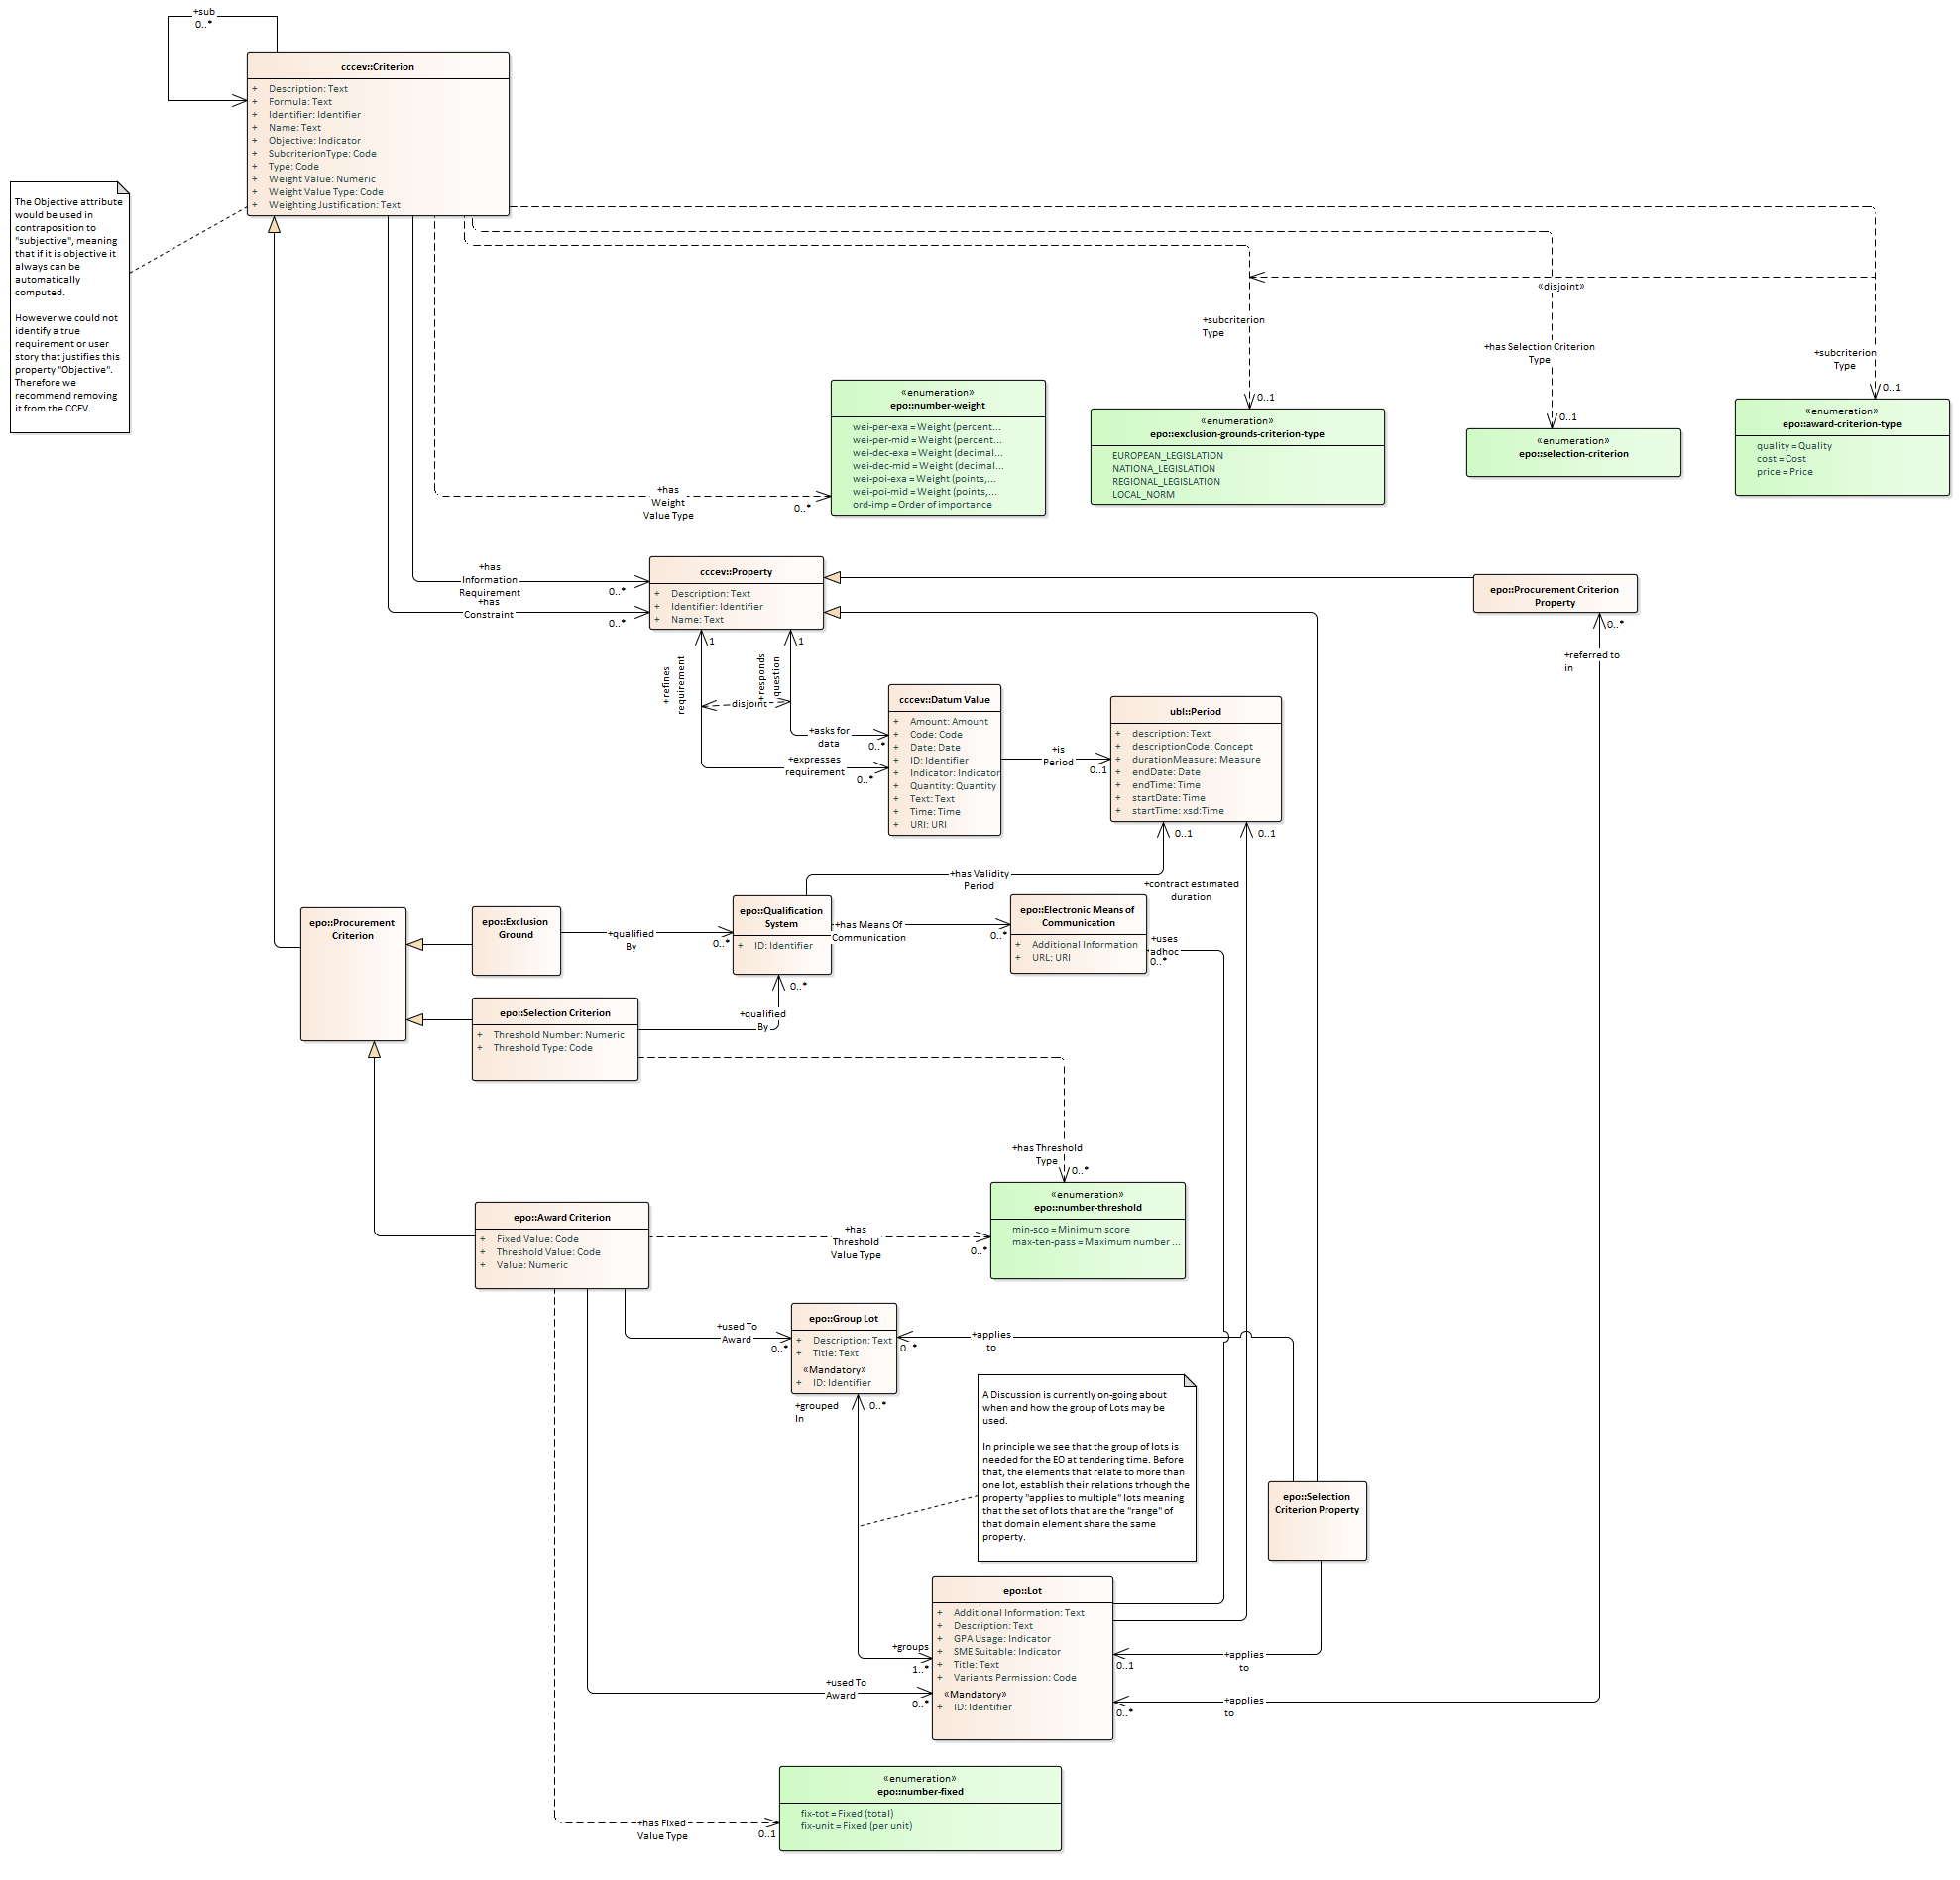 +sub
0..*
cccev::Criterion
+ Description: Text
+ Formula: Text
+ Identifier: Identifier
+ Name: Text
+ Objective: Indicator
+ SubcriterionType: Code
+ Type: Code
+ Weight Value: Numeric
+ Weight Value Type: Code
+ Weighting Justification: Text
The Objective attribute
would be used in
contraposition to
"subjective", meaning
that if it is objective it
always can be
automatically
computed.
However we could not
identify a true
requirement or user
story that justifies this
property "Objective".
Therefore we
recommend removing
it from the CCEV.
«disjoint»
+subcriterion
Type
0..1
+has Selection Criterion
Type
0..1
+subcriterion
Type
0..1
«enumeration»
epo::number-weight
wei-per-exa = Weight (percent...
wei-per-mid = Weight (percent...
wei-dec-exa = Weight (decimal...
wei-dec-mid = Weight (decimal...
wei-poi-exa = Weight (points,...
wei-poi-mid = Weight (points,...
ord-imp = Order of importance
«enumeration»
epo::exclusion-grounds-criterion-type
EUROPEAN_LEGISLATION
NATIONA_LEGISLATION
REGIONAL_LEGISLATION
LOCAL_NORM
«enumeration»
epo::selection-criterion
«enumeration»
epo::award-criterion-type
quality = Quality
cost = Cost
price = Price
+has
Weight
Value Type
0..*
+has
Information
Requirement
0..*
+has
Constraint
0..*
cccev::Property
+ Description: Text
+ Identifier: Identifier
+ Name: Text
epo::Procurement Criterion
Property
0..*
+referred to
in
1
1
+refines
requirement
+responds
question
disjoint
+asks for
data
0..*
+expresses
requirement
0..*
cccev::Datum Value
+ Amount: Amount
+ Code: Code
+ Date: Date
+ ID: Identifier
+ Indicator: Indicator
+ Quantity: Quantity
+ Text: Text
+ Time: Time
+ URI: URI
+is
Period
0..1
ubl::Period
+ description: Text
+ descriptionCode: Concept
+ durationMeasure: Measure
+ endDate: Date
+ endTime: Time
+ startDate: Time
+ startTime: xsd:Time
0..1
0..1
+has Validity
Period
+contract estimated
duration
epo::Procurement
Criterion
epo::Exclusion
Ground
+qualified
By
0..*
epo::Qualification
System
+ ID: Identifier
+has Means Of
Communication
0..*
epo::Electronic Means of
Communication
+ Additional Information
+ URL: URI
+uses
adhoc
0..*
0..*
+qualified
By
epo::Selection Criterion
+ Threshold Number: Numeric
+ Threshold Type: Code
+has Threshold
Type
0..*
«enumeration»
epo::number-threshold
min-sco = Minimum score
max-ten-pass = Maximum number ...
epo::Award Criterion
+ Fixed Value: Code
+ Threshold Value: Code
+ Value: Numeric
+has
Threshold
Value Type
0..*
+used To
Award
0..*
epo::Group Lot
+ Description: Text
+ Title: Text
«Mandatory»
+ ID: Identifier
0..*
+applies
to
+grouped
In
0..*
A Discussion is currently on-going about
when and how the group of Lots may be
used.
In principle we see that the group of lots is
needed for the EO at tendering time. Before
that, the elements that relate to more than
one lot, establish their relations trhough the
property "applies to multiple" lots meaning
that the set of lots that are the "range" of
that domain element share the same
property.
epo::Selection
Criterion Property
epo::Lot
+ Additional Information: Text
+ Description: Text
+ GPA Usage: Indicator
+ SME Suitable: Indicator
+ Title: Text
+ Variants Permission: Code
«Mandatory»
+ ID: Identifier
+groups
1..*
+used To
Award
0..*
0..1
+applies
to
0..*
+applies
to
«enumeration»
epo::number-fixed
fix-tot = Fixed (total)
fix-unit = Fixed (per unit)
+has Fixed
Value Type
0..1